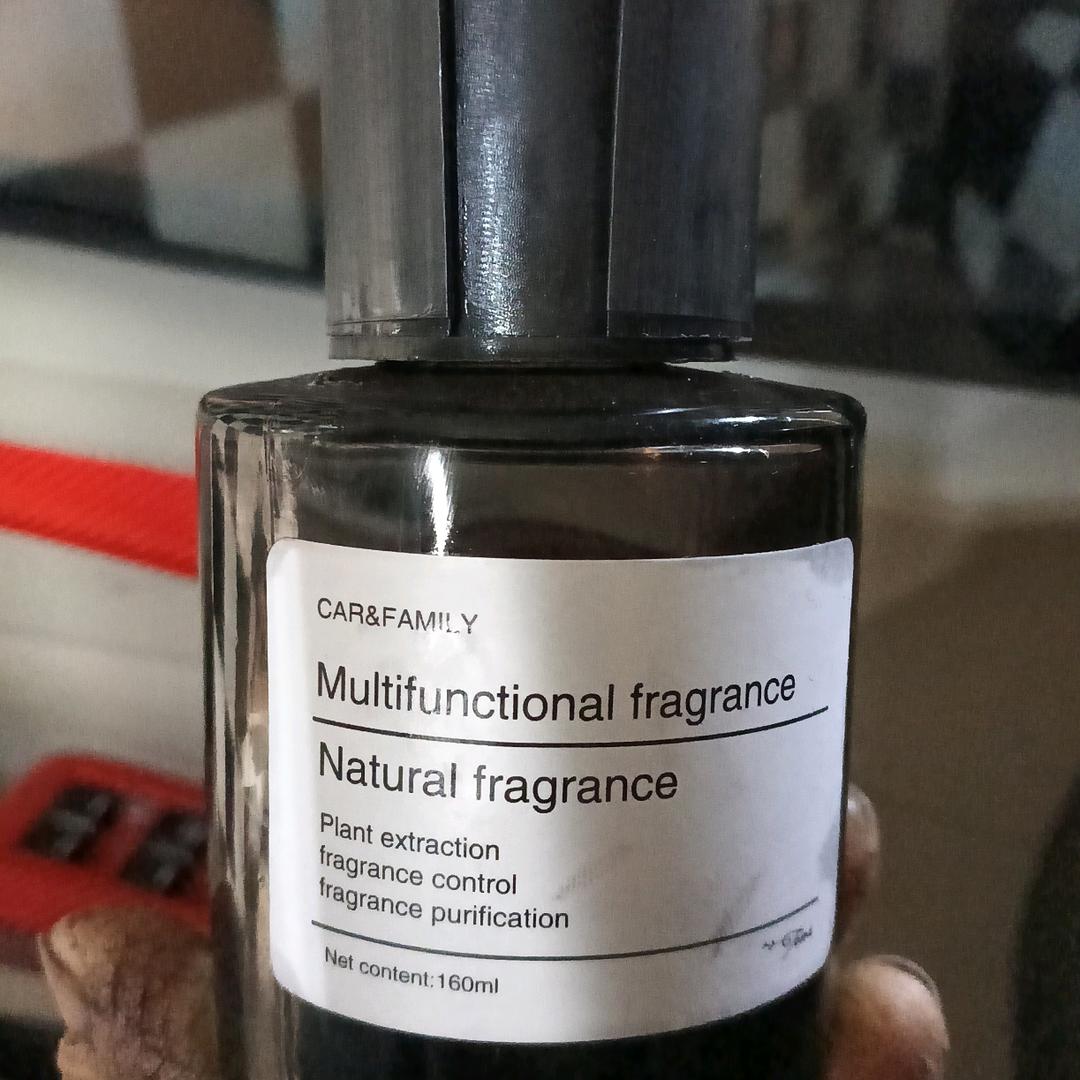 CAR&FAMILY
Multifunctional fragrance
Natural fragrance
Plant extraction
fragrance control
fragrance purification
Net content:160ml